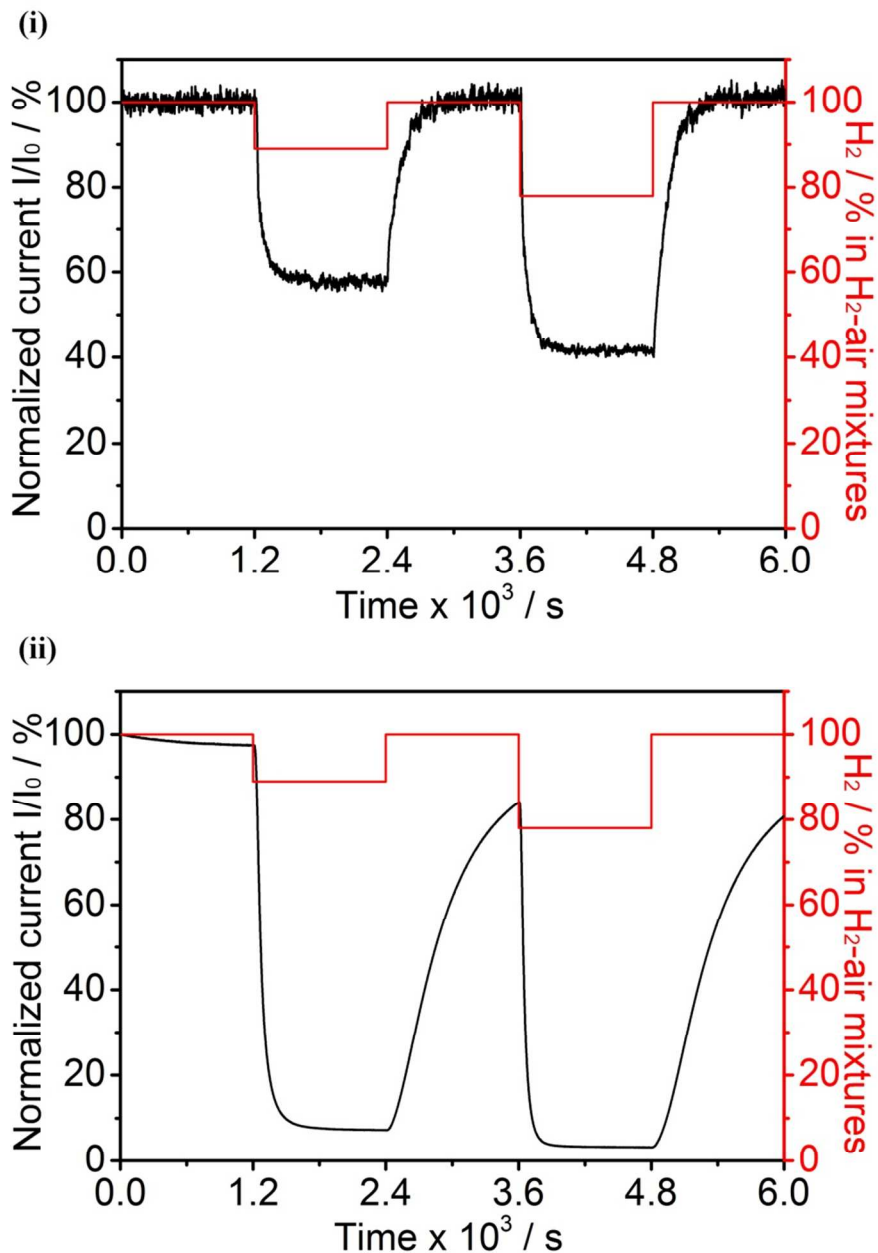 (i)
Normalized current I/I₀ / %
100
80
60
40
20
0
0.0 1.2 2.4 3.6 4.8 6.0
Time x 10³ / s
100
80
60
40
20
0
H₂ / % in H₂-air mixtures
(ii)
Normalized current I/I₀ / %
100
80
60
40
20
0
0.0 1.2 2.4 3.6 4.8 6.0
Time x 10³ / s
100
80
60
40
20
0
H₂ / % in H₂-air mixtures